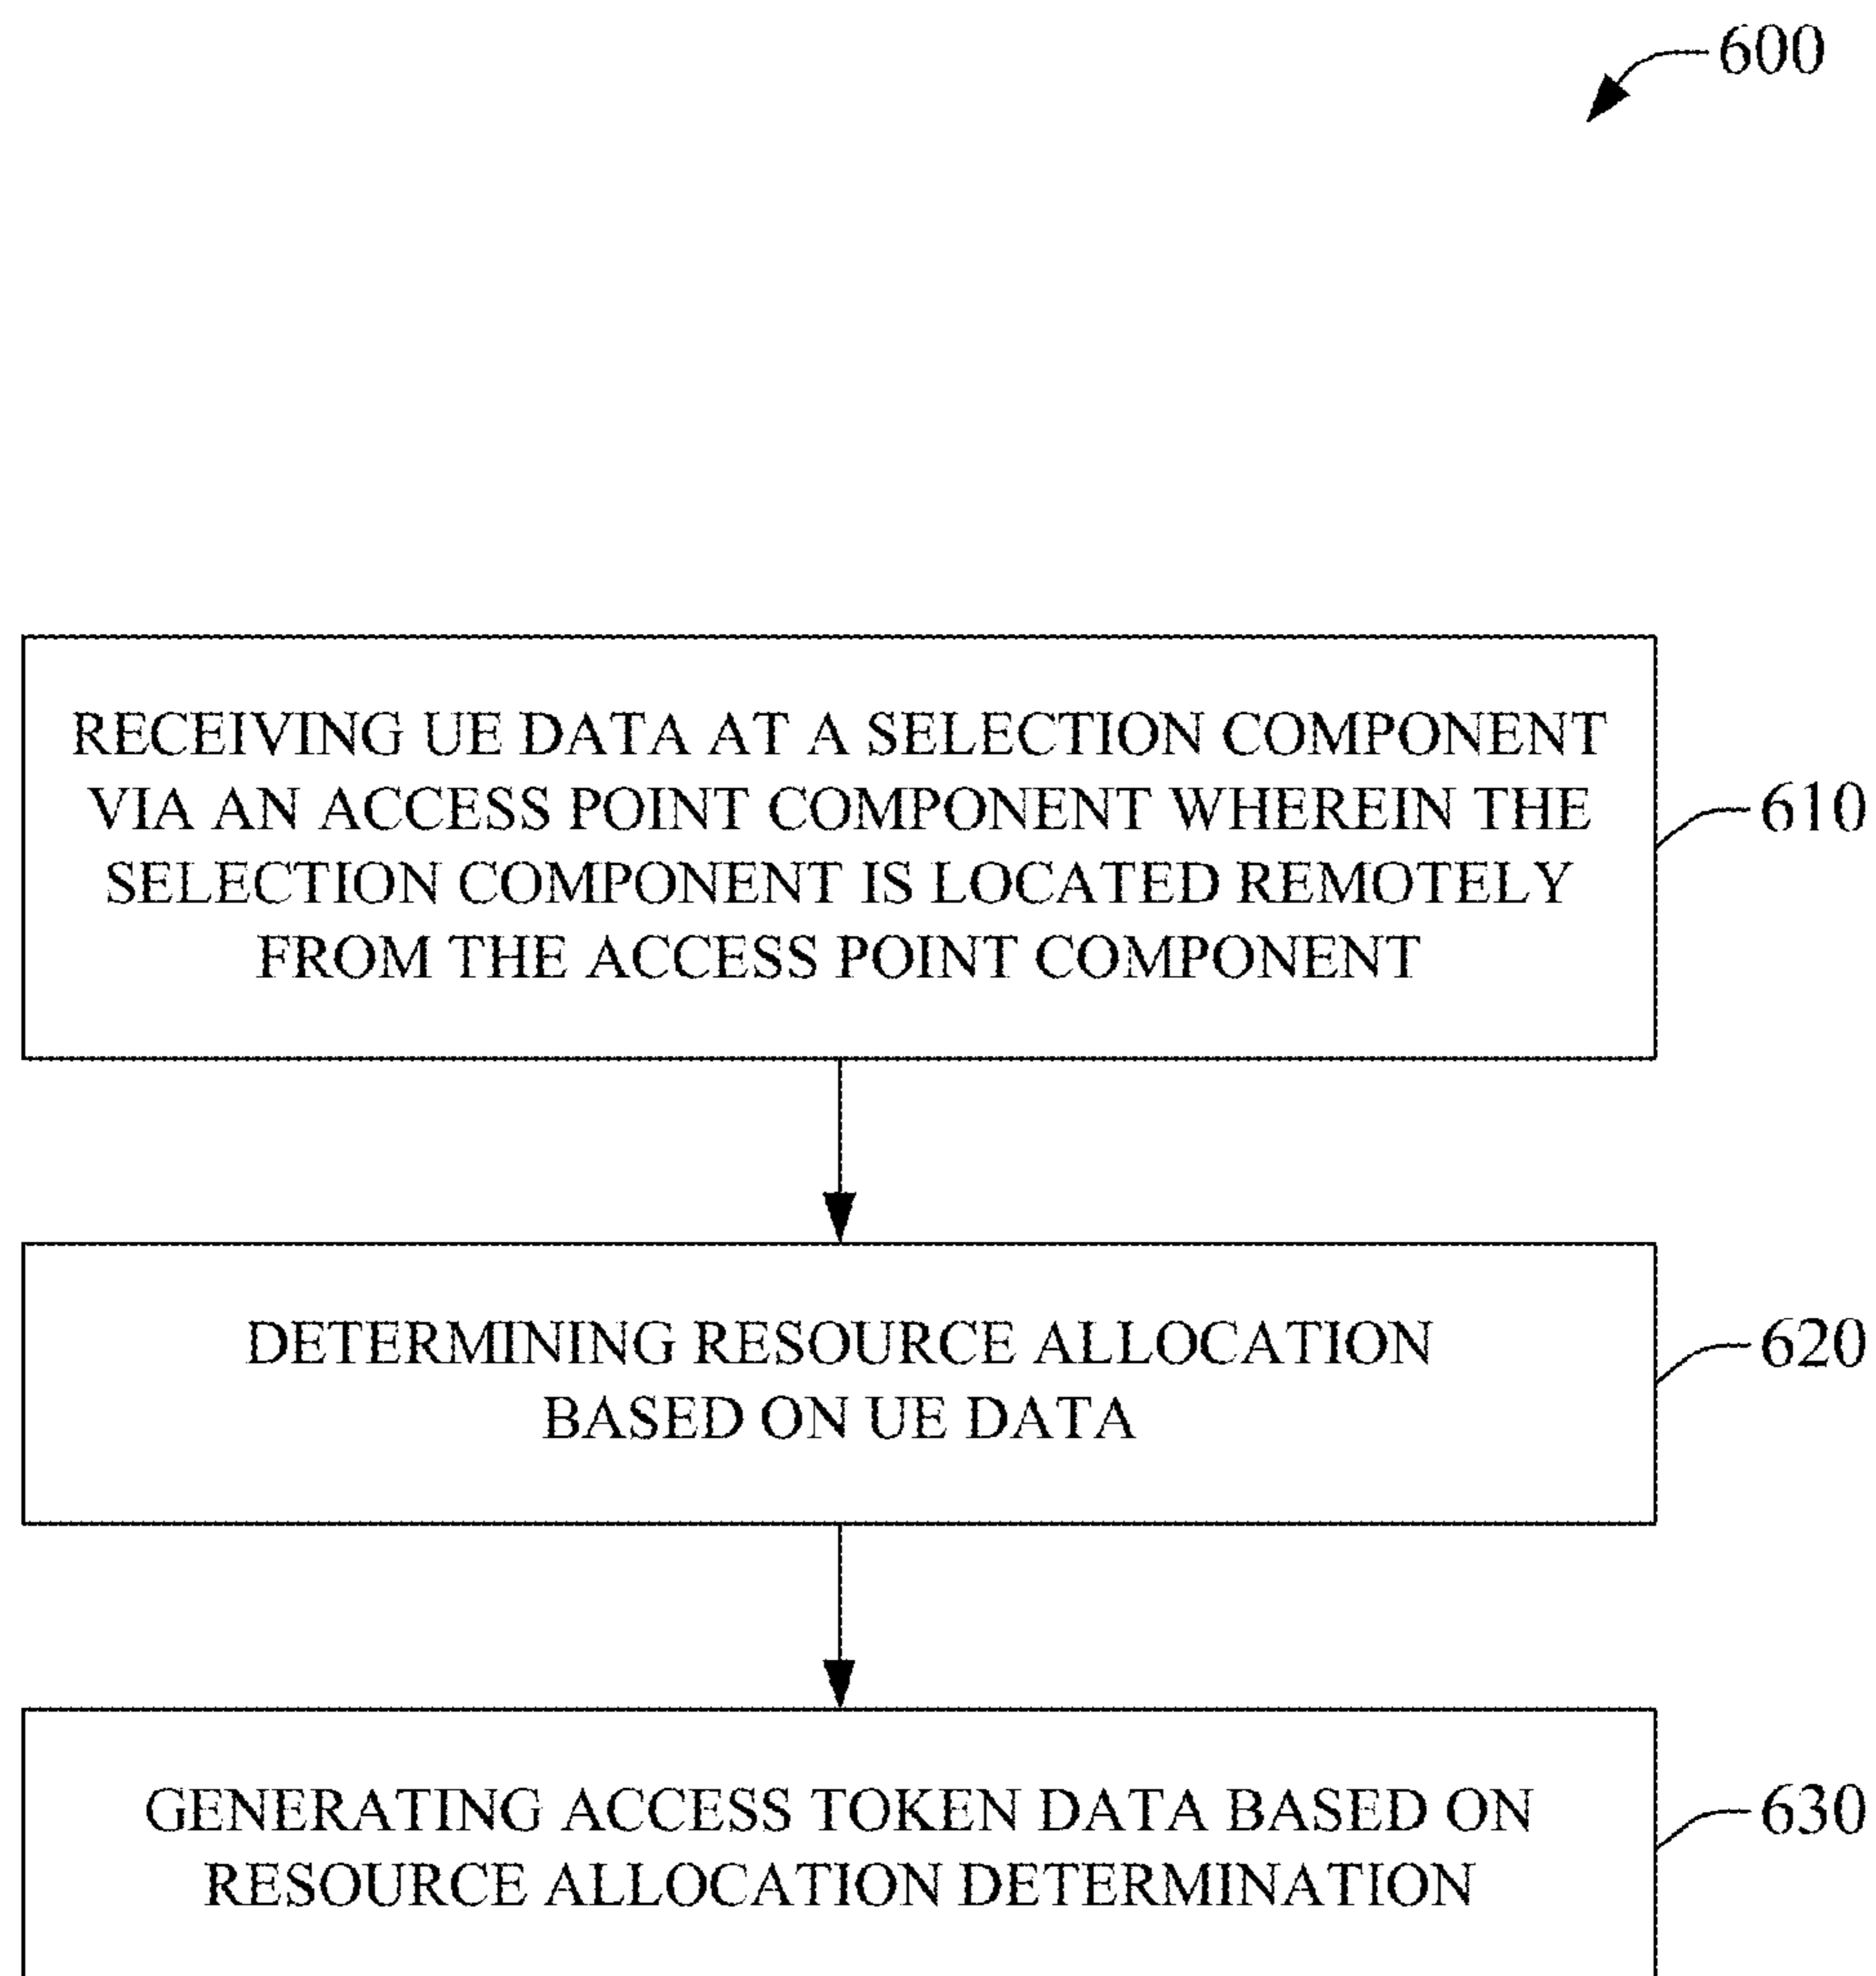 600
RECEIVING UE DATA AT A SELECTION COMPONENT
VIA AN ACCESS POINT COMPONENT WHEREIN THE
SELECTION COMPONENT IS LOCATED REMOTELY
FROM THE ACCESS POINT COMPONENT
610
DETERMINING RESOURCE ALLOCATION
BASED ON UE DATA
620
GENERATING ACCESS TOKEN DATA BASED ON
RESOURCE ALLOCATION DETERMINATION
630